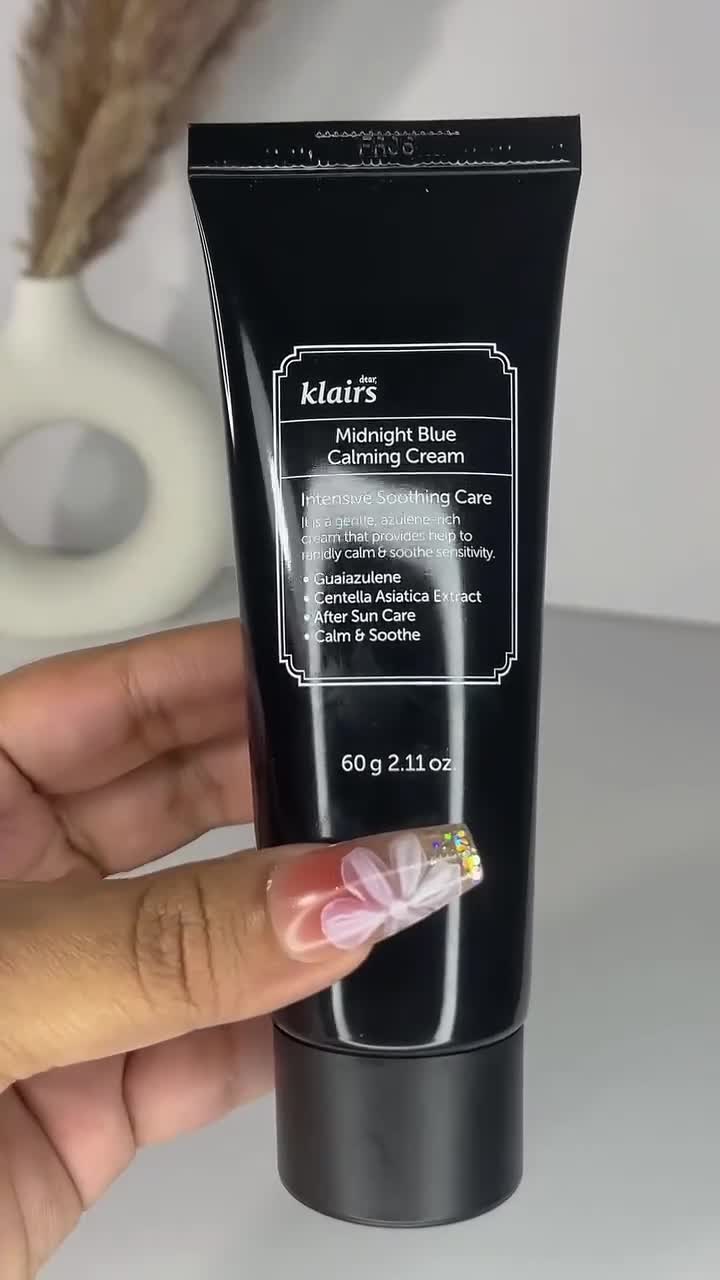 dear,
klairs
Midnight Blue
Calming Cream
Intensive Soothing Care
It is a gentle, azulene-rich
cream that provides help to
rapidly calm & soothe sensitivity.
• Guaiazulene
• Centella Asiatica Extract
• After Sun Care
• Calm & Soothe
60 g 2.11 oz.